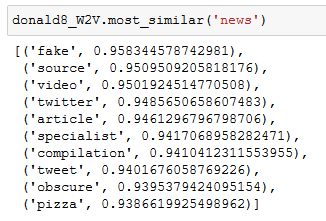 donald8_W2V.most_similar('news')
[('fake', 0.958344578742981),
('source', 0.9509509205818176),
('video', 0.9501924514770508),
('twitter', 0.9485650658607483),
('article', 0.9461296796798706),
('specialist', 0.9417068958282471),
('compilation', 0.9410412311553955),
('tweet', 0.9401676058769226),
('obscure', 0.9395379424095154),
('pizza', 0.9386619925498962)]